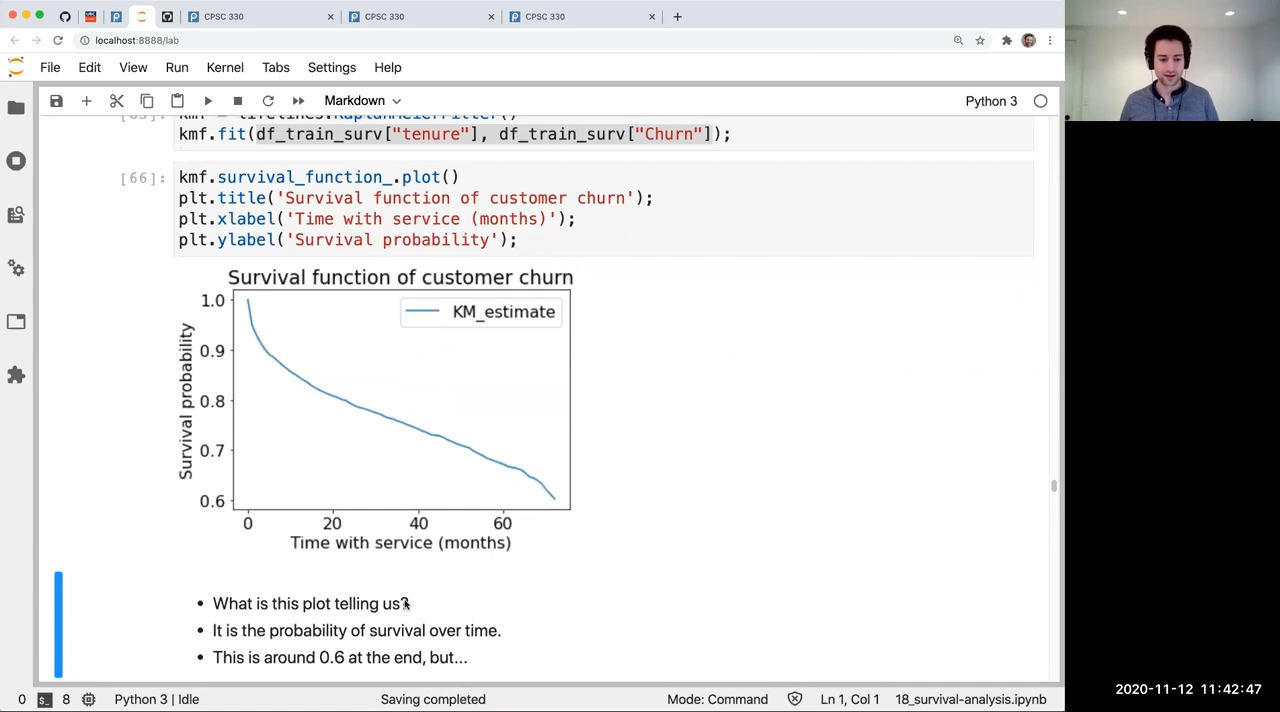 CPSC 330
CPSC 330
CPSC 330
localhost:8888/lab
File Edit View Run Kernel Tabs Settings Help
Markdown
Python 3
kmf.fit(df_train_surv["tenure"], df_train_surv["Churn"]);
[66]:
kmf.survival_function_.plot()
plt.title('Survival function of customer churn');
plt.xlabel('Time with service (months)');
plt.ylabel('Survival probability');
Survival function of customer churn
KM_estimate
1.0
0.9
0.8
0.7
0.6
Survival probability
0 20 40 60
Time with service (months)
• What is this plot telling us?
• It is the probability of survival over time.
• This is around 0.6 at the end, but...
0 8 Python 3 | Idle Saving completed Mode: Command Ln 1, Col 1 18_survival-analysis.ipynb
2020-11-12 11:42:47